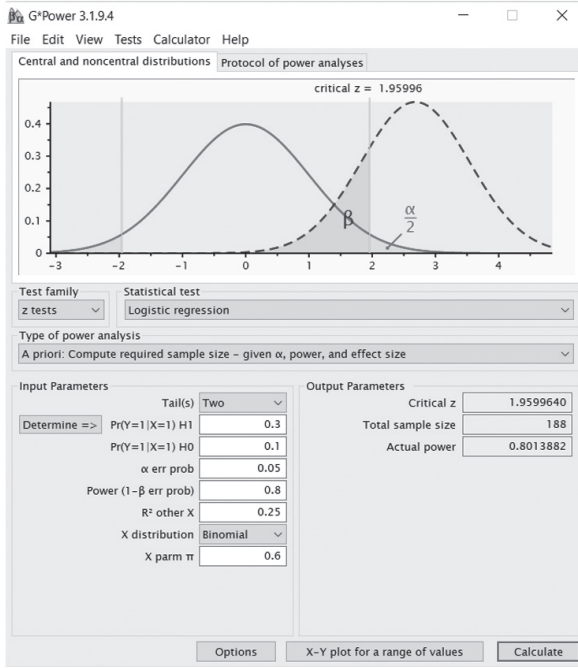 G*Power 3.1.9.4
File Edit View Tests Calculator Help
Central and noncentral distributions Protocol of power analyses
critical z = 1.95996
0.4
0.3
0.2
0.1
0
β
α
2
-3 -2 -1 0 1 2 3 4
Test family Statistical test
z tests Logistic regression
Type of power analysis
A priori: Compute required sample size – given α, power, and effect size
Input Parameters Output Parameters
Tail(s) Two Critical z 1.9599640
Determine => Pr(Y=1|X=1) H1 0.3 Total sample size 188
Pr(Y=1|X=1) H0 0.1 Actual power 0.8013882
α err prob 0.05
Power (1-β err prob) 0.8
R² other X 0.25
X distribution Binomial
X parm π 0.6
Options X-Y plot for a range of values Calculate